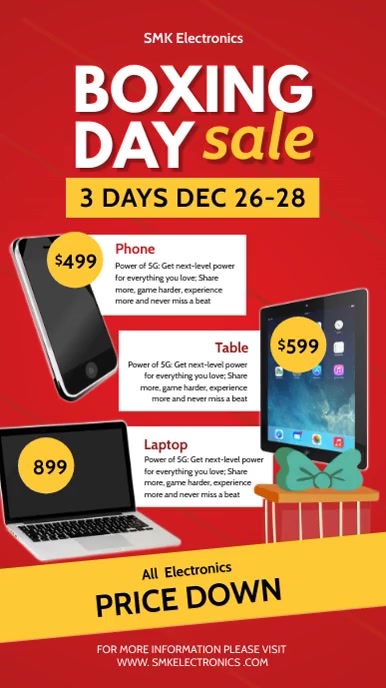 SMK Electronics
BOXING
DAY sale
3 DAYS DEC 26-28
$499
Phone
Power of 5G: Get next-level power
for everything you love; Share
more, game harder, experience
more and never miss a beat
Table
Power of 5G: Get next-level power
for everything you love; Share
more, game harder, experience
more and never miss a beat
$599
899
Laptop
Power of 5G: Get next-level power
for everything you love; Share
more, game harder, experience
more and never miss a beat
All Electronics
PRICE DOWN
FOR MORE INFORMATION PLEASE VISIT
WWW. SMKELECTRONICS .COM